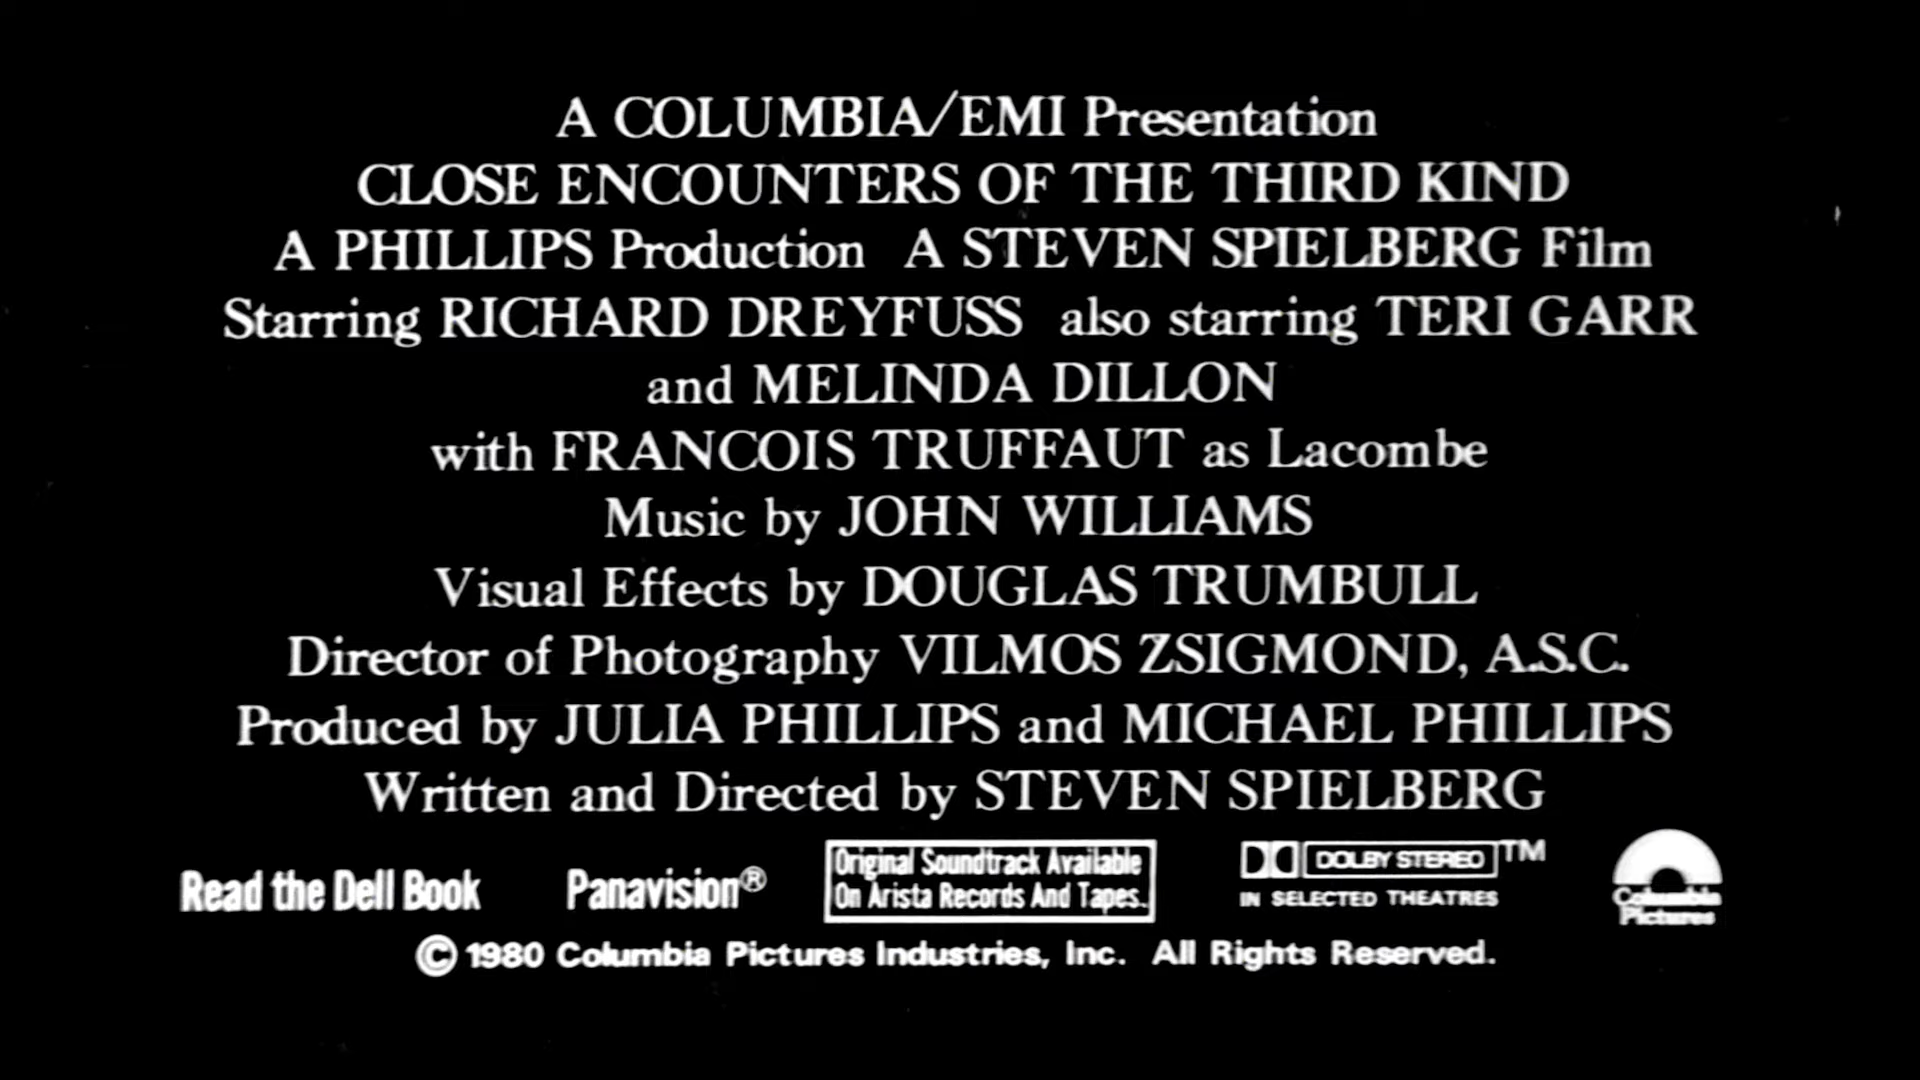 A COLUMBIA/EMI Presentation
CLOSE ENCOUNTERS OF THE THIRD KIND
A PHILLIPS Production A STEVEN SPIELBERG Film
Starring RICHARD DREYFUSS also starring TERI GARR
and MELINDA DILLON
with FRANCOIS TRUFFAUT as Lacombe
Music by JOHN WILLIAMS
Visual Effects by DOUGLAS TRUMBULL
Director of Photography VILMOS ZSIGMOND, A.S.C.
Produced by JULIA PHILLIPS and MICHAEL PHILLIPS
Written and Directed by STEVEN SPIELBERG
Read the Dell Book
Panavision®
Original Soundtrack Available
On Arista Records And Tapes.
DOLBY STEREO TM
IN SELECTED THEATRES
Columbia
Pictures
© 1980 Columbia Pictures Industries, Inc. All Rights Reserved.